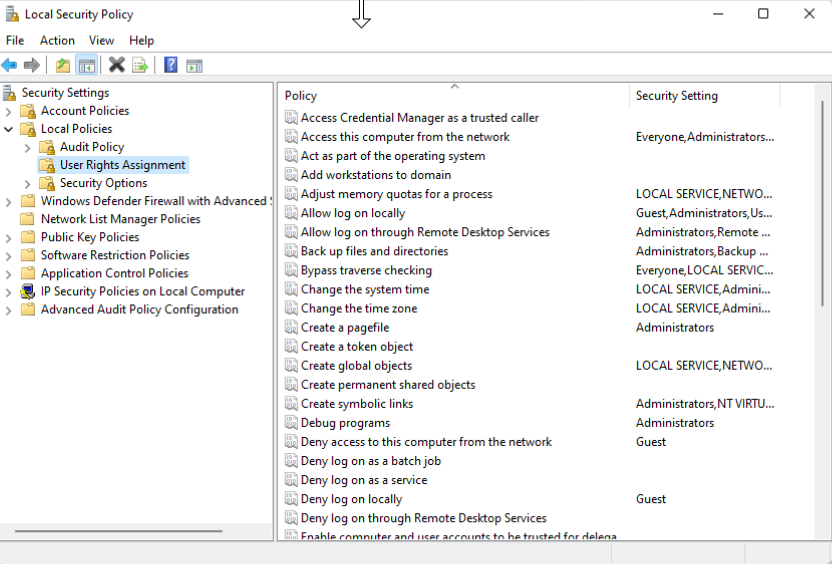 Local Security Policy
File Action View Help
Security Settings
Account Policies
Local Policies
Audit Policy
User Rights Assignment
Security Options
Windows Defender Firewall with Advanced
Network List Manager Policies
Public Key Policies
Software Restriction Policies
Application Control Policies
IP Security Policies on Local Computer
Advanced Audit Policy Configuration
Policy Security Setting
Access Credential Manager as a trusted caller
Access this computer from the network Everyone,Administrators...
Act as part of the operating system
Add workstations to domain
Adjust memory quotas for a process LOCAL SERVICE,NETWO...
Allow log on locally Guest,Administrators,Us...
Allow log on through Remote Desktop Services Administrators,Remote ...
Back up files and directories Administrators,Backup ...
Bypass traverse checking Everyone,LOCAL SERVIC...
Change the system time LOCAL SERVICE,Admini...
Change the time zone LOCAL SERVICE,Admini...
Create a pagefile Administrators
Create a token object
Create global objects LOCAL SERVICE,NETWO...
Create permanent shared objects
Create symbolic links Administrators,NT VIRTU...
Debug programs Administrators
Deny access to this computer from the network Guest
Deny log on as a batch job
Deny log on as a service
Deny log on locally Guest
Deny log on through Remote Desktop Services
Enable computer and user accounts to be trusted for delega